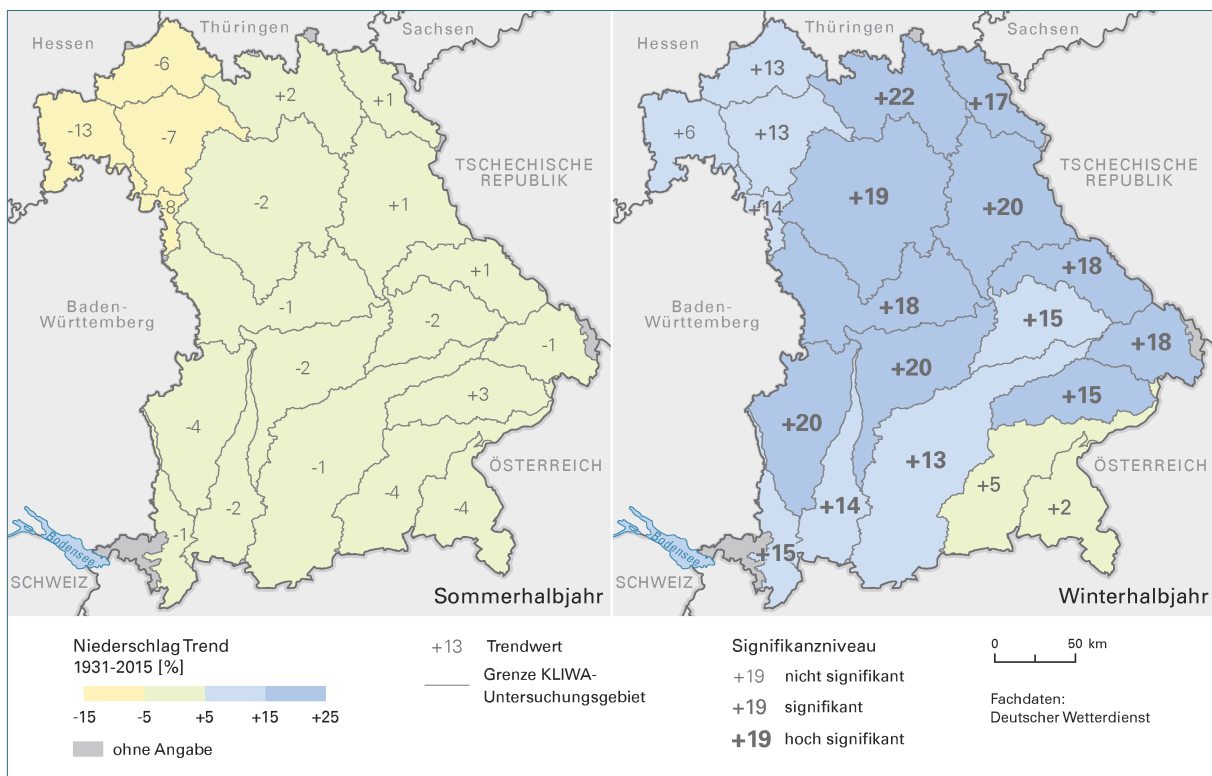 Hessen
Thüringen
Sachsen
-6
+2
+1
-13
-7
-8
-2
+1
TSCHECHISCHE
REPUBLIK
+1
Baden-
Württemberg
-1
-2
-1
-2
+3
-4
-1
ÖSTERREICH
-4
-4
-2
-1
Bodensee
SCHWEIZ
Sommerhalbjahr
Hessen
Thüringen
Sachsen
+13
+22
+17
+6
+13
+14
+19
+20
TSCHECHISCHE
REPUBLIK
+18
Baden-
Württemberg
+18
+15
+18
+20
+15
+20
+13
ÖSTERREICH
+5
+2
+14
+15
Bodensee
SCHWEIZ
Winterhalbjahr
Niederschlag Trend
1931-2015 [%]
-15 -5 +5 +15 +25
ohne Angabe
+13 Trendwert
Grenze KLIWA-
Untersuchungsgebiet
Signifikanzniveau
+19 nicht signifikant
+19 signifikant
+19 hoch signifikant
0 50 km
Fachdaten:
Deutscher Wetterdienst